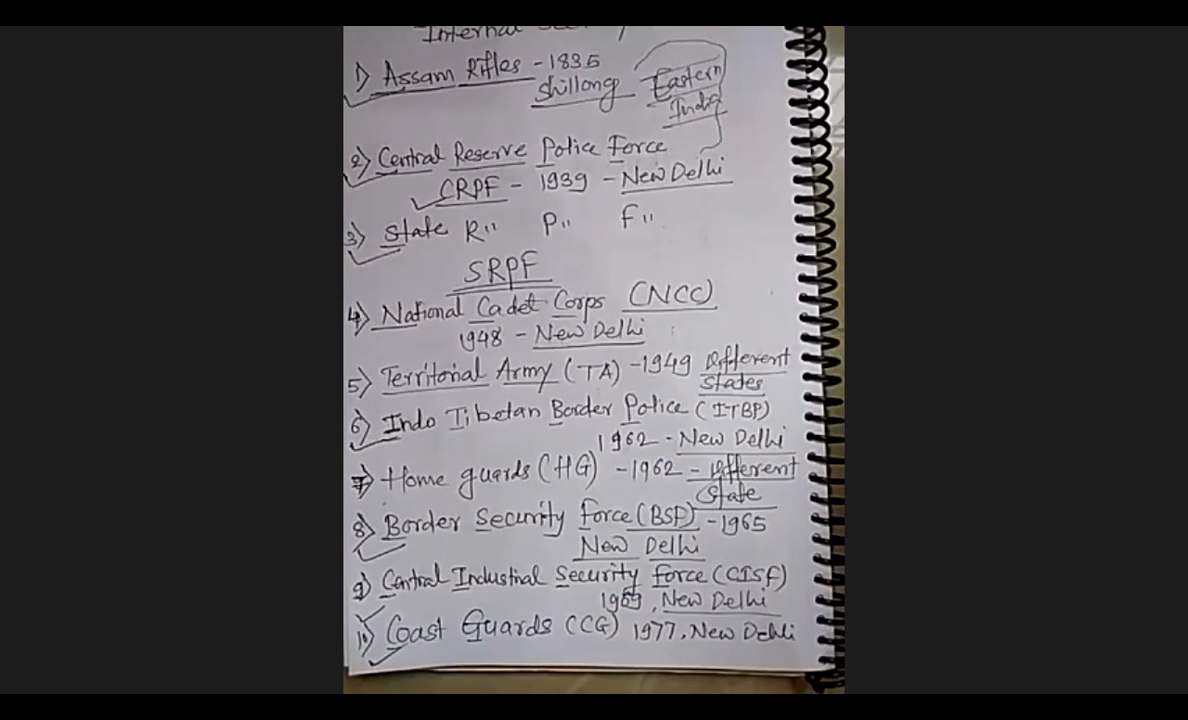 Internal Sec
1) Assam Rifles - 1835
Shillong Eastern
India
2) Central Reserve Police Force
CRPF - 1939 - New Delhi
3) State R" P" F"
SRPF
4) National Cadet Corps (NCC)
1948 - New Delhi
5) Territorial Army (TA) - 1949 Different
States
6) Indo Tibetan Border Police (ITBP)
1962 - New Delhi
7) Home guards (HG) - 1962 - Different
State
8) Border Security Force (BSF) - 1965
New Delhi
9) Central Industrial Security Force (CISF)
1969, New Delhi
10) Coast Guards (CG) 1977, New Delhi